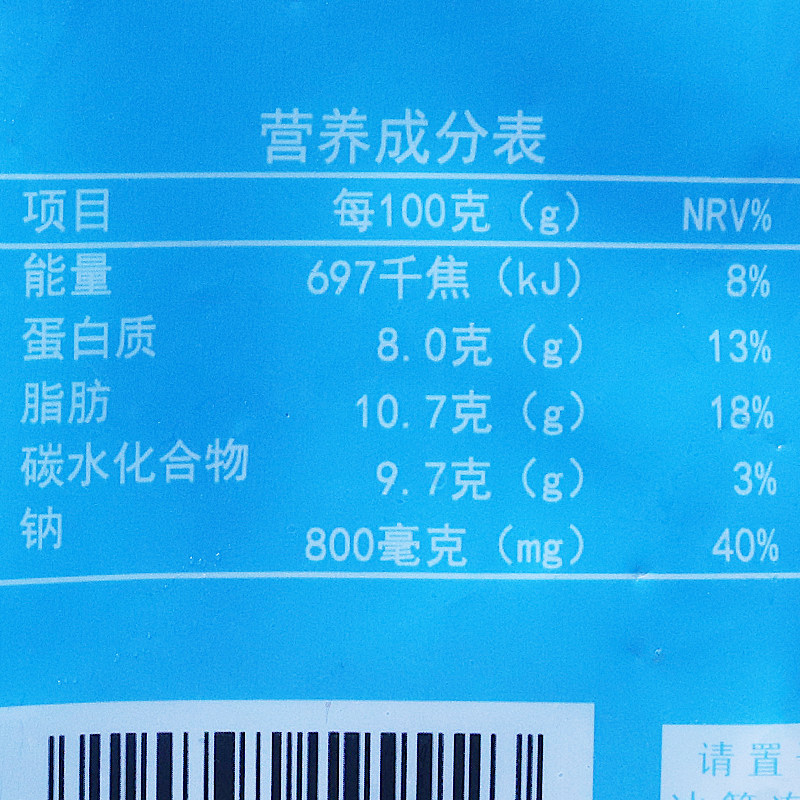 营养成分表
项目 每100克（g） NRV%
能量 697千焦（kJ） 8%
蛋白质 8.0克（g） 13%
脂肪 10.7克（g） 18%
碳水化合物 9.7克（g） 3%
钠 800毫克（mg） 40%
请置